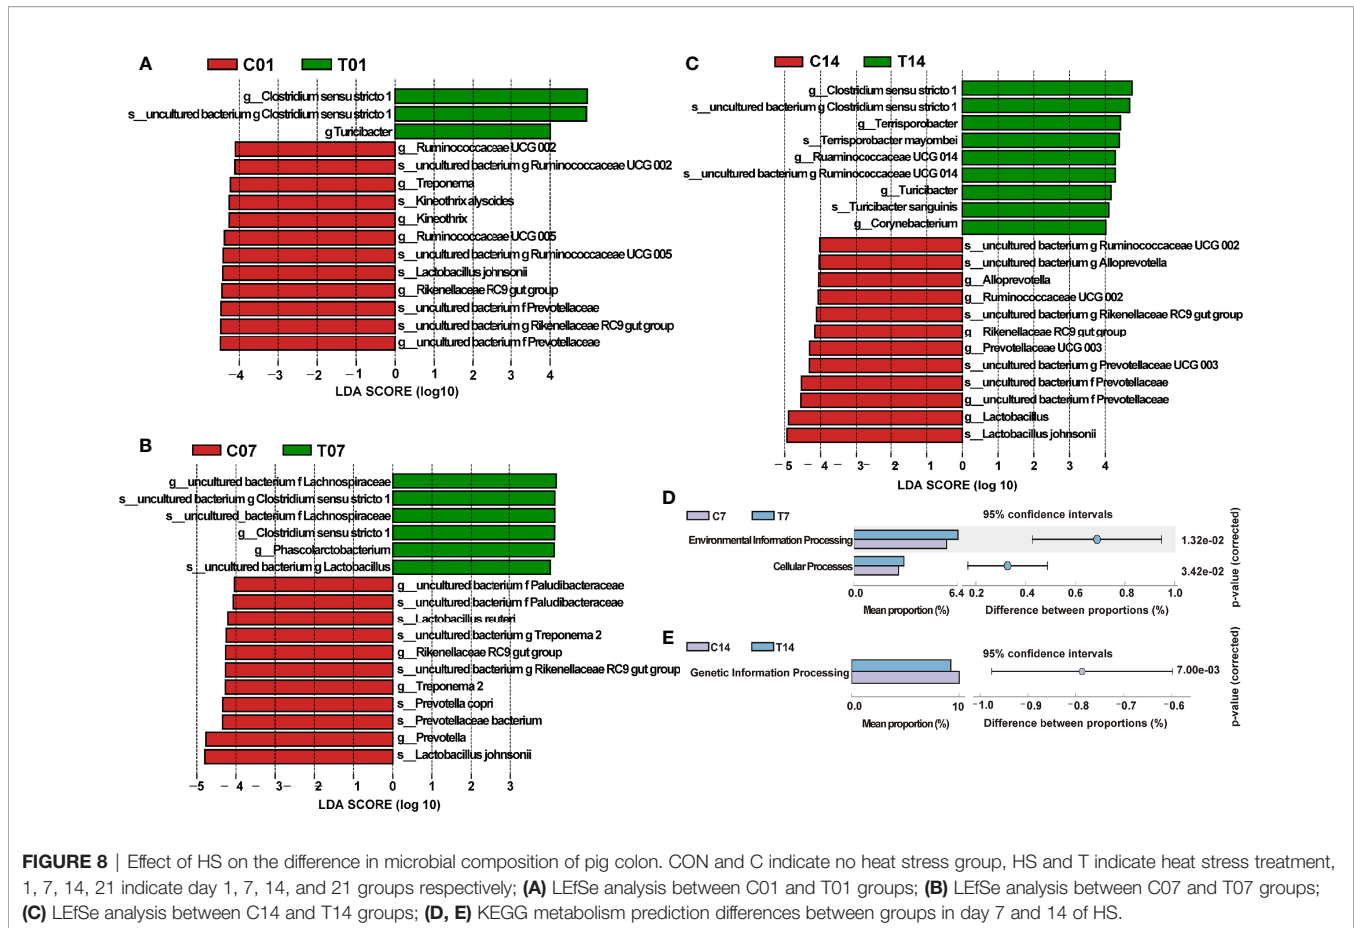 A
C01 T01
g__Clostridium sensu stricto 1
s__uncultured bacterium g Clostridium sensu stricto 1
g Turicibacter
g__Ruminococcaceae UCG 002
s__uncultured bacterium g Ruminococcaceae UCG 002
g__Treponema
s__Kineothrix alysoides
g__Kineothrix
g__Ruminococcaceae UCG 005
s__uncultured bacterium g Ruminococcaceae UCG 005
s__Lactobacillus johnsonii
g__Rikenellaceae RC9 gut group
s__uncultured bacterium f Prevotellaceae
s__uncultured bacterium g Rikenellaceae RC9 gut group
g__uncultured bacterium f Prevotellaceae
−4 −3 −2 −1 0 1 2 3 4
LDA SCORE (log10)
B
C07 T07
g__uncultured bacterium f Lachnospiraceae
s__uncultured bacterium g Clostridium sensu stricto 1
s__uncultured_bacterium f Lachnospiraceae
g__Clostridium sensu stricto 1
g__Phascolarctobacterium
s__uncultured bacterium g Lactobacillus
g__uncultured bacterium f Paludibacteraceae
s__uncultured bacterium f Paludibacteraceae
s__Lactobacillus reuteri
s__uncultured bacterium g Treponema 2
g__Rikenellaceae RC9 gut group
s__uncultured bacterium g Rikenellaceae RC9 gut group
g__Treponema 2
s__Prevotella copri
s__Prevotellaceae bacterium
g__Prevotella
s__Lactobacillus johnsonii
−5 −4 − 3− 2 −1 0 1 2 3
LDA SCORE (log 10)
C
C14 T14
g__Clostridium sensu stricto 1
s__uncultured bacterium g Clostridium sensu stricto 1
g__Terrisporobacter
s__Terrisporobacter mayombei
g__Ruaminococcaceae UCG 014
s__uncultured bacterium g Ruminococcaceae UCG 014
g__Turicibacter
s__Turicibacter sanguinis
g__Corynebacterium
s__uncultured bacterium g Ruminococcaceae UCG 002
s__uncultured bacterium g Alloprevotella
g__Alloprevotella
g__Ruminococcaceae UCG 002
s__uncultured bacterium g Rikenellaceae RC9 gut group
g Rikenellaceae RC9 gut group
g__Prevotellaceae UCG 003
s__uncultured bacterium g Prevotellaceae UCG 003
s__uncultured bacterium f Prevotellaceae
g__uncultured bacterium f Prevotellaceae
g__Lactobacillus
s__Lactobacillus johnsonii
−5 − 4 − 3− 2 − 1 0 1 2 3 4
LDA SCORE (log 10)
D
C7 T7
95% confidence intervals
Environmental Information Processing
1.32e-02
Cellular Processes
3.42e-02
0.0 6.4 0.2 0.4 0.6 0.8 1.0
Mean proportion (%) Difference between proportions (%)
p-value (corrected)
E
C14 T14
95% confidence intervals
Genetic Information Processing
7.00e-03
0.0 10 −1.0 −0.9 −0.8 −0.7 −0.6
Mean proportion (%) Difference between proportions (%)
p-value (corrected)
FIGURE 8 | Effect of HS on the difference in microbial composition of pig colon. CON and C indicate no heat stress group, HS and T indicate heat stress treatment,
1, 7, 14, 21 indicate day 1, 7, 14, and 21 groups respectively; (A) LEfSe analysis between C01 and T01 groups; (B) LEfSe analysis between C07 and T07 groups;
(C) LEfSe analysis between C14 and T14 groups; (D, E) KEGG metabolism prediction differences between groups in day 7 and 14 of HS.